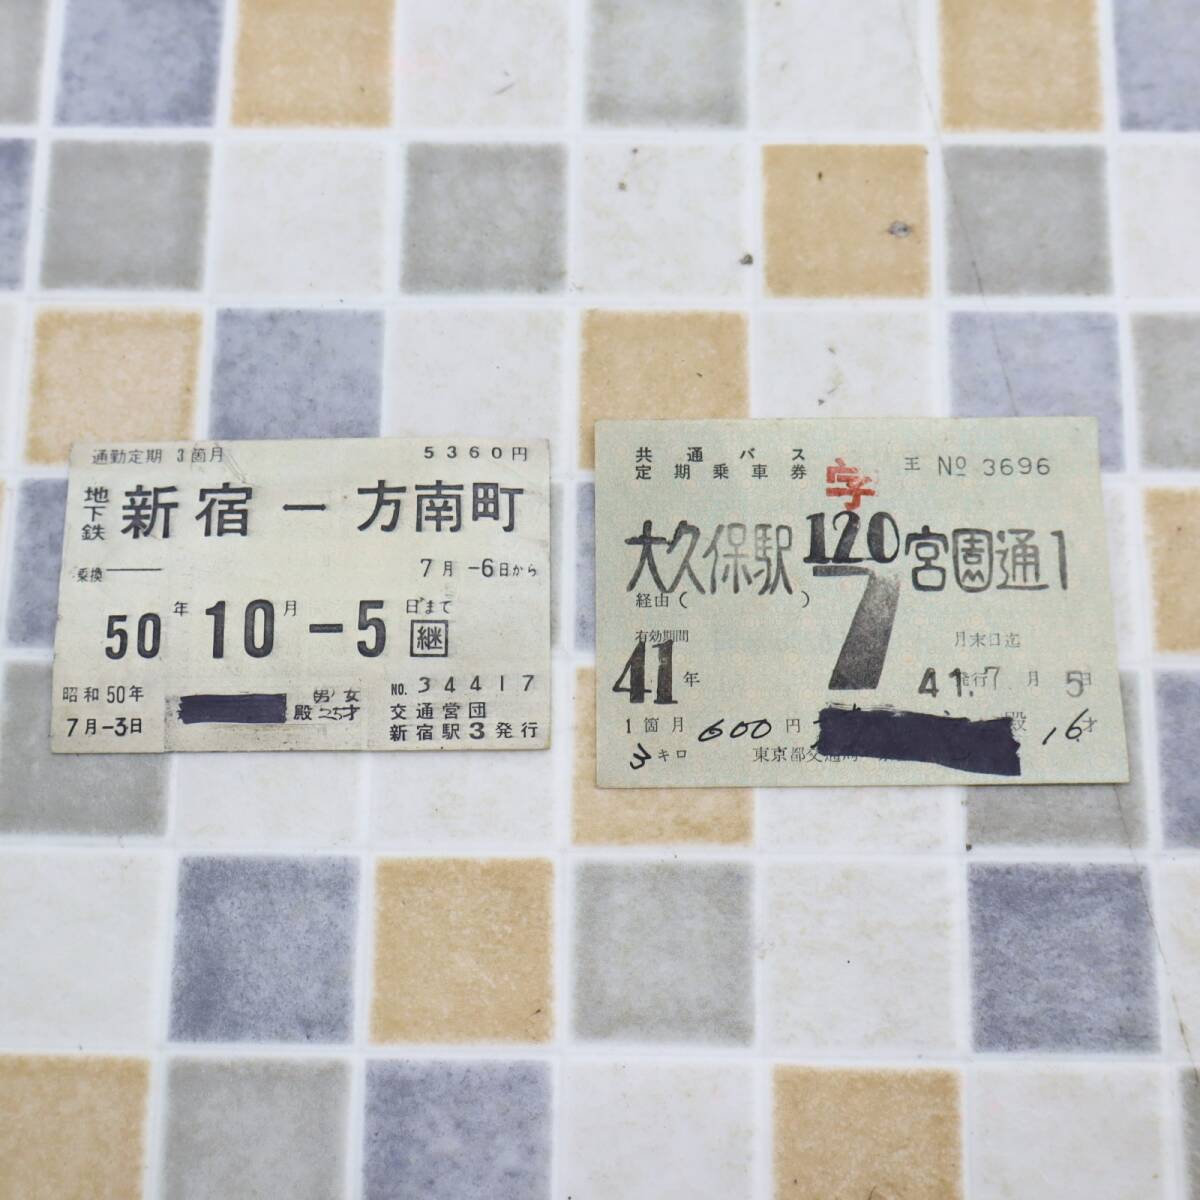 通勤定期 3箇月 5360円
地下鉄 新宿 ー 方南町
乗換 ー 7月 -6日から
50年 10月 -5日まで 継
昭和50年 殿 男 女 25才 NO. 34417
7月-3日 交通営団
新宿駅3発行
共通バス
定期乗車券 学 王 No 3696
大久保駅 120 宮園通1
経由( )
有効期間 7 月末日迄
41年 41.7月5日
1箇月 600円 殿 16才
3キロ 東京都交通局